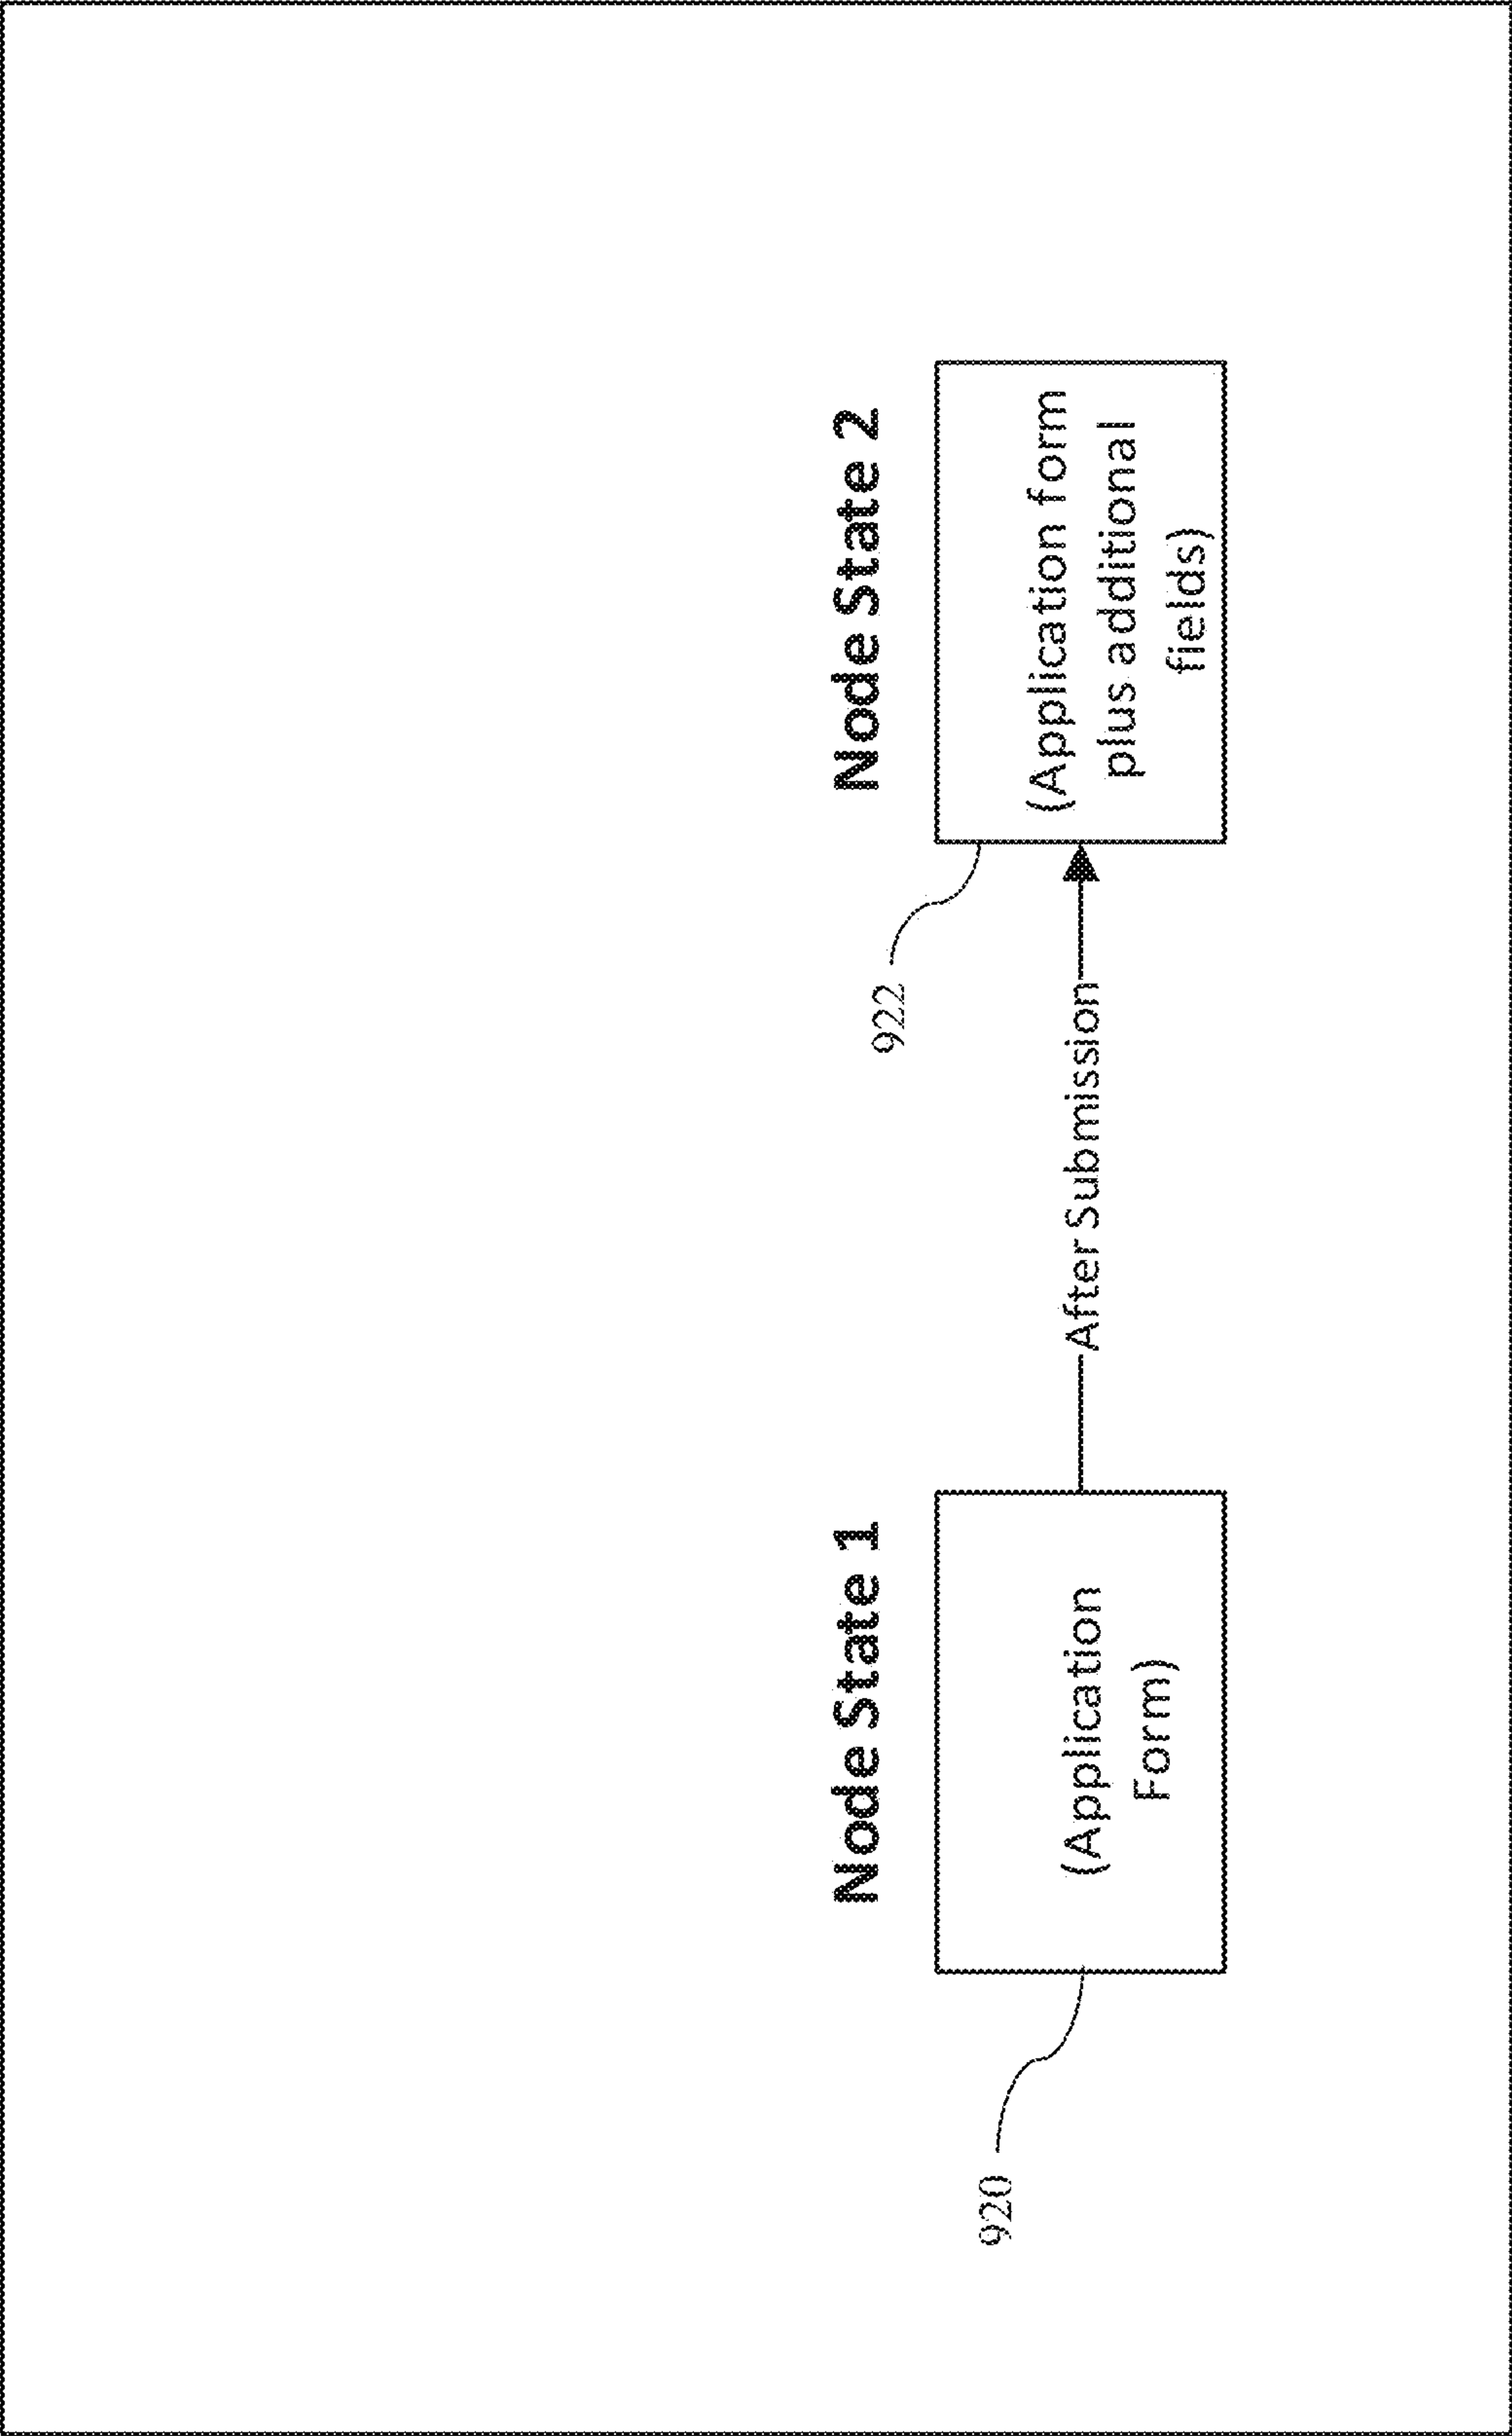 Node State 1
Node State 2
920
(Application
Form)
After Submission
922
(Application form
plus additional
fields)